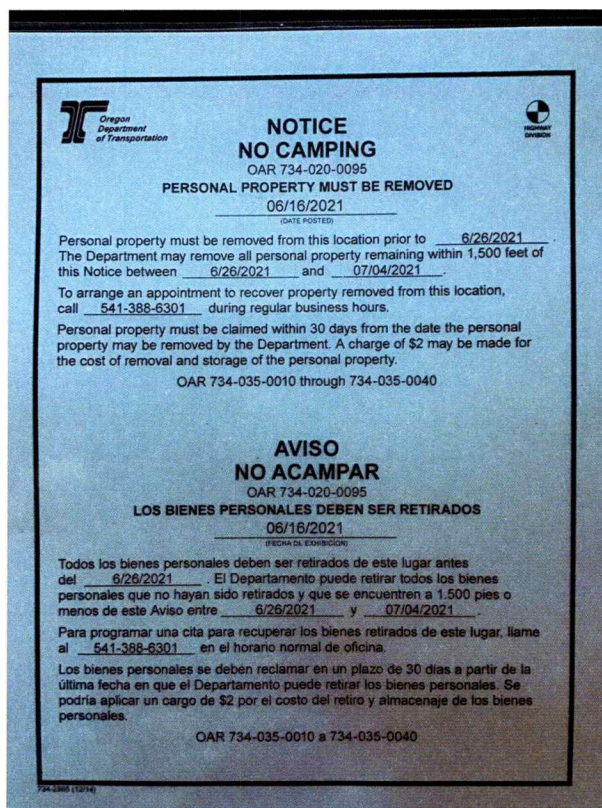 Oregon
Department
of Transportation
HIGHWAY
DIVISION
NOTICE
NO CAMPING
OAR 734-020-0095
PERSONAL PROPERTY MUST BE REMOVED
06/16/2021
(DATE POSTED)
Personal property must be removed from this location prior to 6/26/2021 .
The Department may remove all personal property remaining within 1,500 feet of
this Notice between 6/26/2021 and 07/04/2021 .
To arrange an appointment to recover property removed from this location,
call 541-388-6301 during regular business hours.
Personal property must be claimed within 30 days from the date the personal
property may be removed by the Department. A charge of $2 may be made for
the cost of removal and storage of the personal property.
OAR 734-035-0010 through 734-035-0040
AVISO
NO ACAMPAR
OAR 734-020-0095
LOS BIENES PERSONALES DEBEN SER RETIRADOS
06/16/2021
(FECHA DE EXHIBICION)
Todos los bienes personales deben ser retirados de este lugar antes
del 6/26/2021 . El Departamento puede retirar todos los bienes
personales que no hayan sido retirados y que se encuentren a 1.500 pies o
menos de este Aviso entre 6/26/2021 y 07/04/2021 .
Para programar una cita para recuperar los bienes retirados de este lugar, llame
al 541-388-6301 en el horario normal de oficina.
Los bienes personales se deben reclamar en un plazo de 30 días a partir de la
última fecha en que el Departamento puede retirar los bienes personales. Se
podría aplicar un cargo de $2 por el costo del retiro y almacenaje de los bienes
personales.
OAR 734-035-0010 a 734-035-0040
734-2365 (12/14)